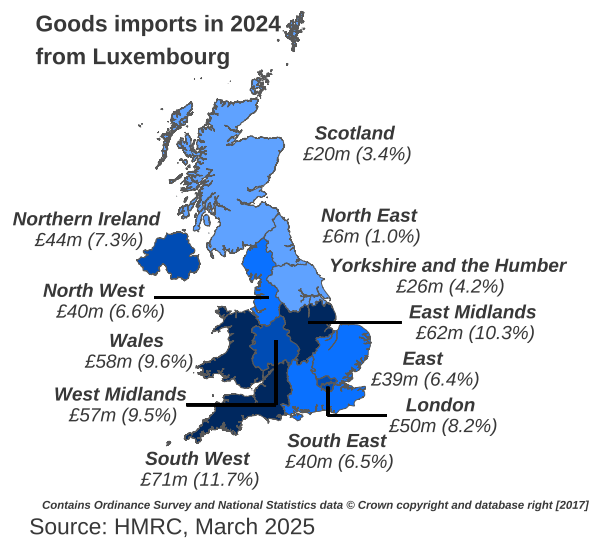 Goods imports in 2024
from Luxembourg
Scotland
£20m (3.4%)
Northern Ireland
£44m (7.3%)
North East
£6m (1.0%)
Yorkshire and the Humber
£26m (4.2%)
North West
£40m (6.6%)
East Midlands
£62m (10.3%)
Wales
£58m (9.6%)
East
£39m (6.4%)
West Midlands
£57m (9.5%)
London
£50m (8.2%)
South East
£40m (6.5%)
South West
£71m (11.7%)
Contains Ordinance Survey and National Statistics data © Crown copyright and database right [2017]
Source: HMRC, March 2025